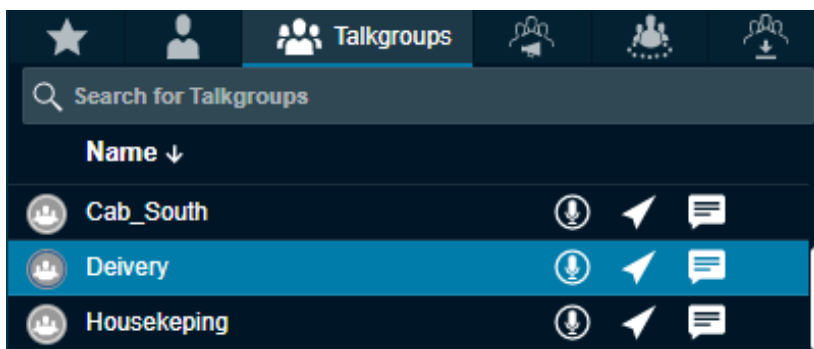 Talkgroups
Search for Talkgroups
Name
Cab_South
Deivery
Housekeping